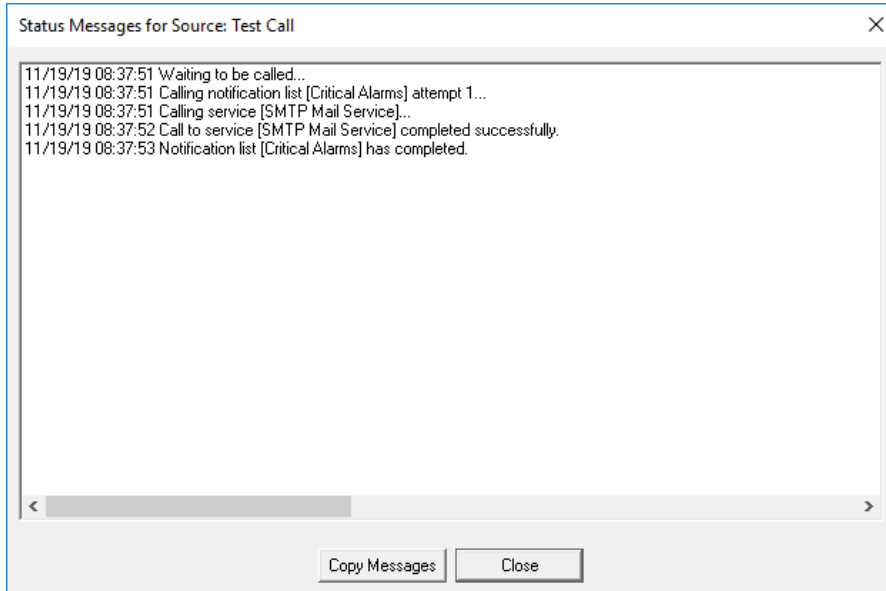 Status Messages for Source: Test Call
11/19/19 08:37:51 Waiting to be called...
11/19/19 08:37:51 Calling notification list [Critical Alarms] attempt 1...
11/19/19 08:37:51 Calling service [SMTP Mail Service]...
11/19/19 08:37:52 Call to service [SMTP Mail Service] completed successfully.
11/19/19 08:37:53 Notification list [Critical Alarms] has completed.
Copy Messages
Close